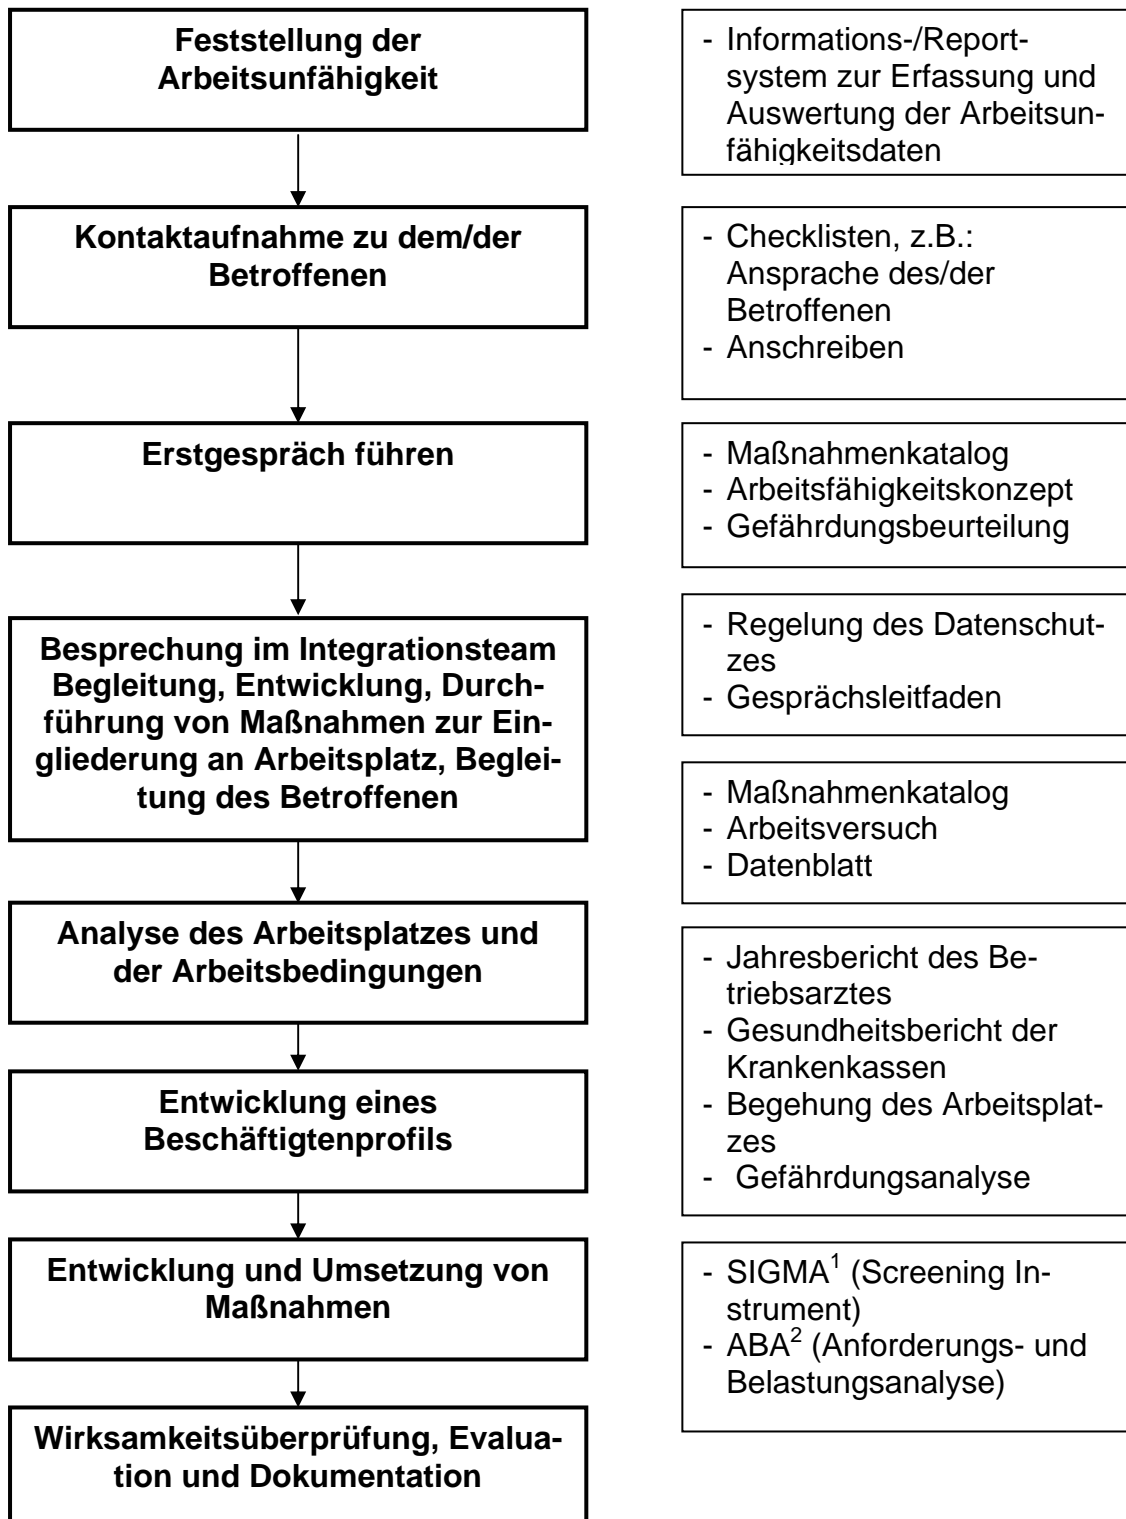 Feststellung der
Arbeitsunfähigkeit
- Informations-/Report-
system zur Erfassung und
Auswertung der Arbeitsun-
fähigkeitsdaten
Kontaktaufnahme zu dem/der
Betroffenen
- Checklisten, z.B.:
Ansprache des/der
Betroffenen
- Anschreiben
Erstgespräch führen
- Maßnahmenkatalog
- Arbeitsfähigkeitskonzept
- Gefährdungsbeurteilung
Besprechung im Integrationsteam
Begleitung, Entwicklung, Durch-
führung von Maßnahmen zur Ein-
gliederung an Arbeitsplatz, Beglei-
tung des Betroffenen
- Regelung des Datenschut-
zes
- Gesprächsleitfaden
- Maßnahmenkatalog
- Arbeitsversuch
- Datenblatt
Analyse des Arbeitsplatzes und
der Arbeitsbedingungen
- Jahresbericht des Be-
triebsarztes
- Gesundheitsbericht der
Krankenkassen
- Begehung des Arbeitsplat-
zes
- Gefährdungsanalyse
Entwicklung eines
Beschäftigtenprofils
Entwicklung und Umsetzung von
Maßnahmen
- SIGMA¹ (Screening In-
strument)
- ABA² (Anforderungs- und
Belastungsanalyse)
Wirksamkeitsüberprüfung, Evalua-
tion und Dokumentation